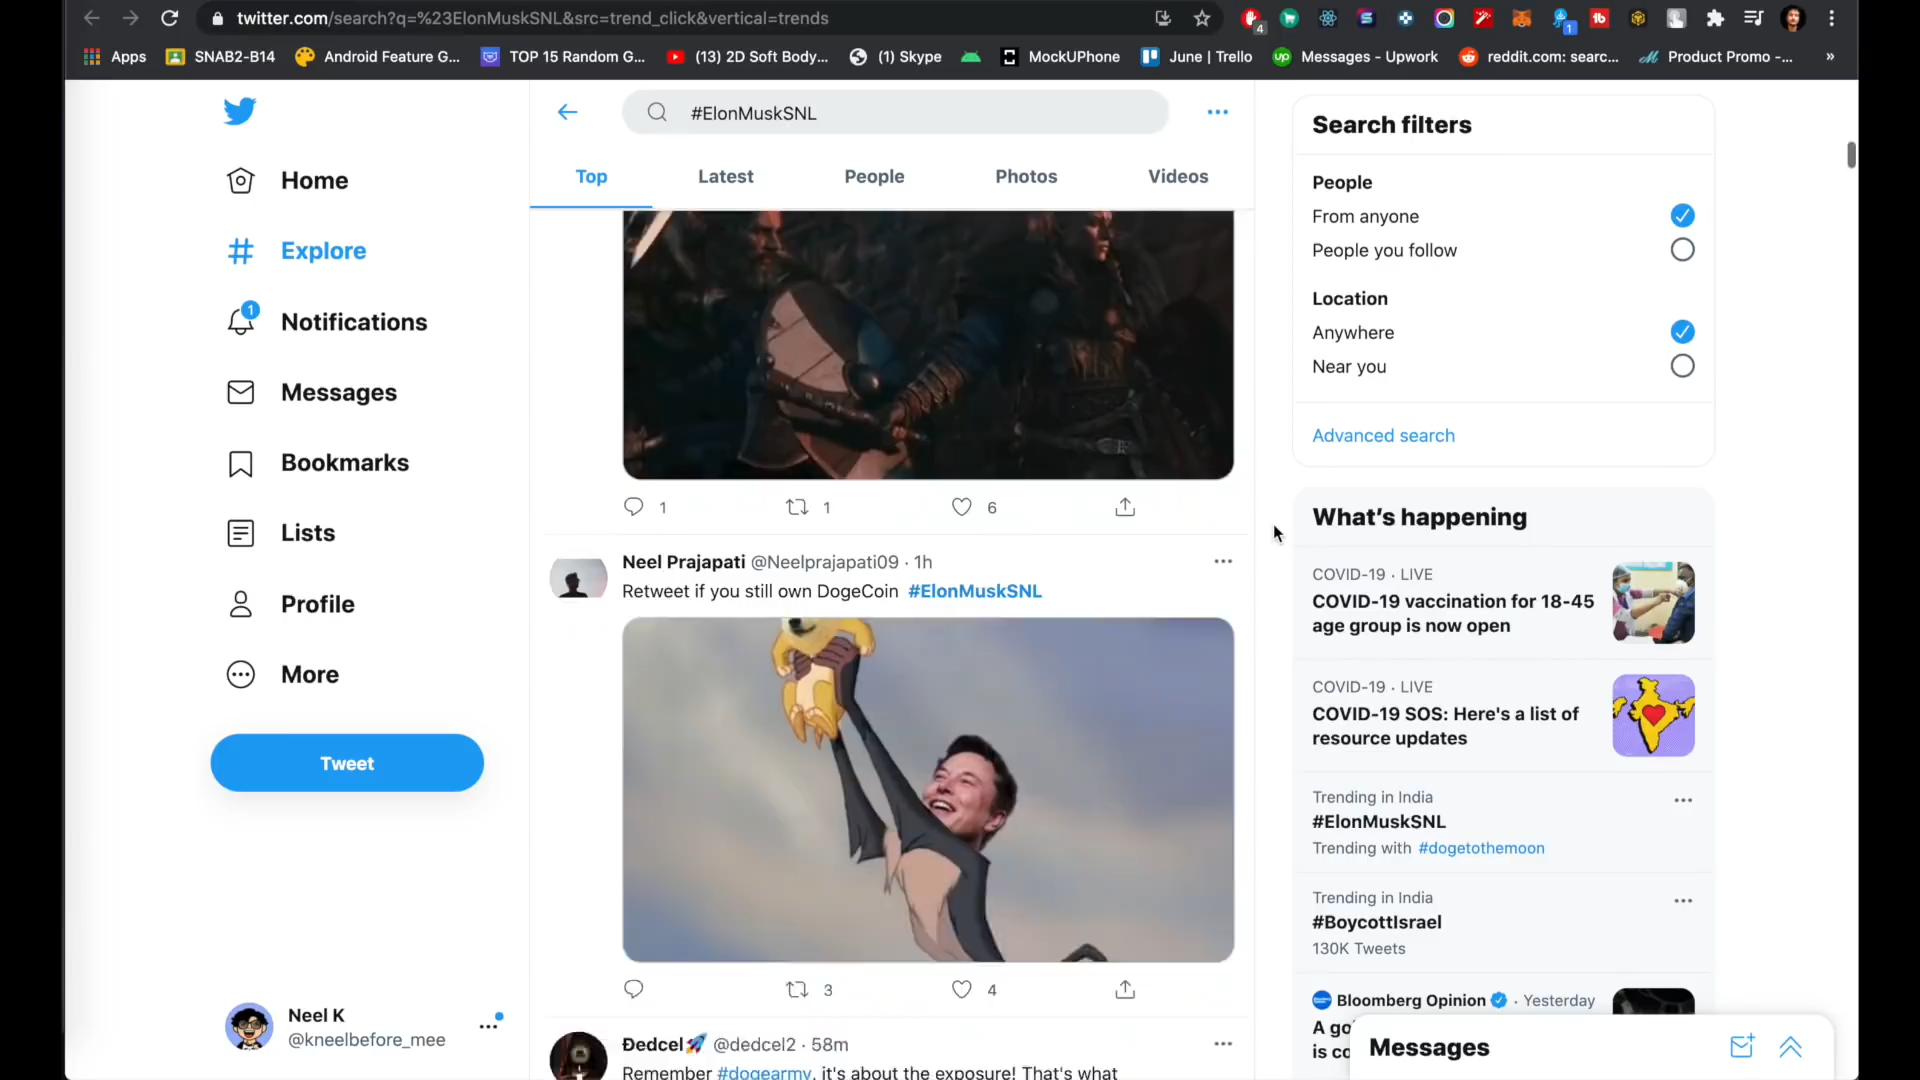 twitter.com/search?q=%23ElonMuskSNL&src=trend_click&vertical=trends
4
1
Apps
SNAB2-B14
Android Feature G...
TOP 15 Random G...
(13) 2D Soft Body...
(1) Skype
MockUPhone
June | Trello
Messages - Upwork
reddit.com: searc...
Product Promo -...
»
Home
Explore
1
Notifications
Messages
Bookmarks
Lists
Profile
More
Tweet
Neel K
@kneelbefore_mee
#ElonMuskSNL
Top
Latest
People
Photos
Videos
1
1
6
Neel Prajapati @Neelprajapati09 · 1h
Retweet if you still own DogeCoin #ElonMuskSNL
3
4
Ðedcel🚀 @dedcel2 · 58m
Remember #dogearmy, it's about the exposure! That's what
Search filters
People
From anyone
People you follow
Location
Anywhere
Near you
Advanced search
What's happening
COVID-19 · LIVE
COVID-19 vaccination for 18-45
age group is now open
COVID-19 · LIVE
COVID-19 SOS: Here's a list of
resource updates
Trending in India
#ElonMuskSNL
Trending with #dogetothemoon
Trending in India
#BoycottIsrael
130K Tweets
Bloomberg Opinion · Yesterday
A go
is co
Messages